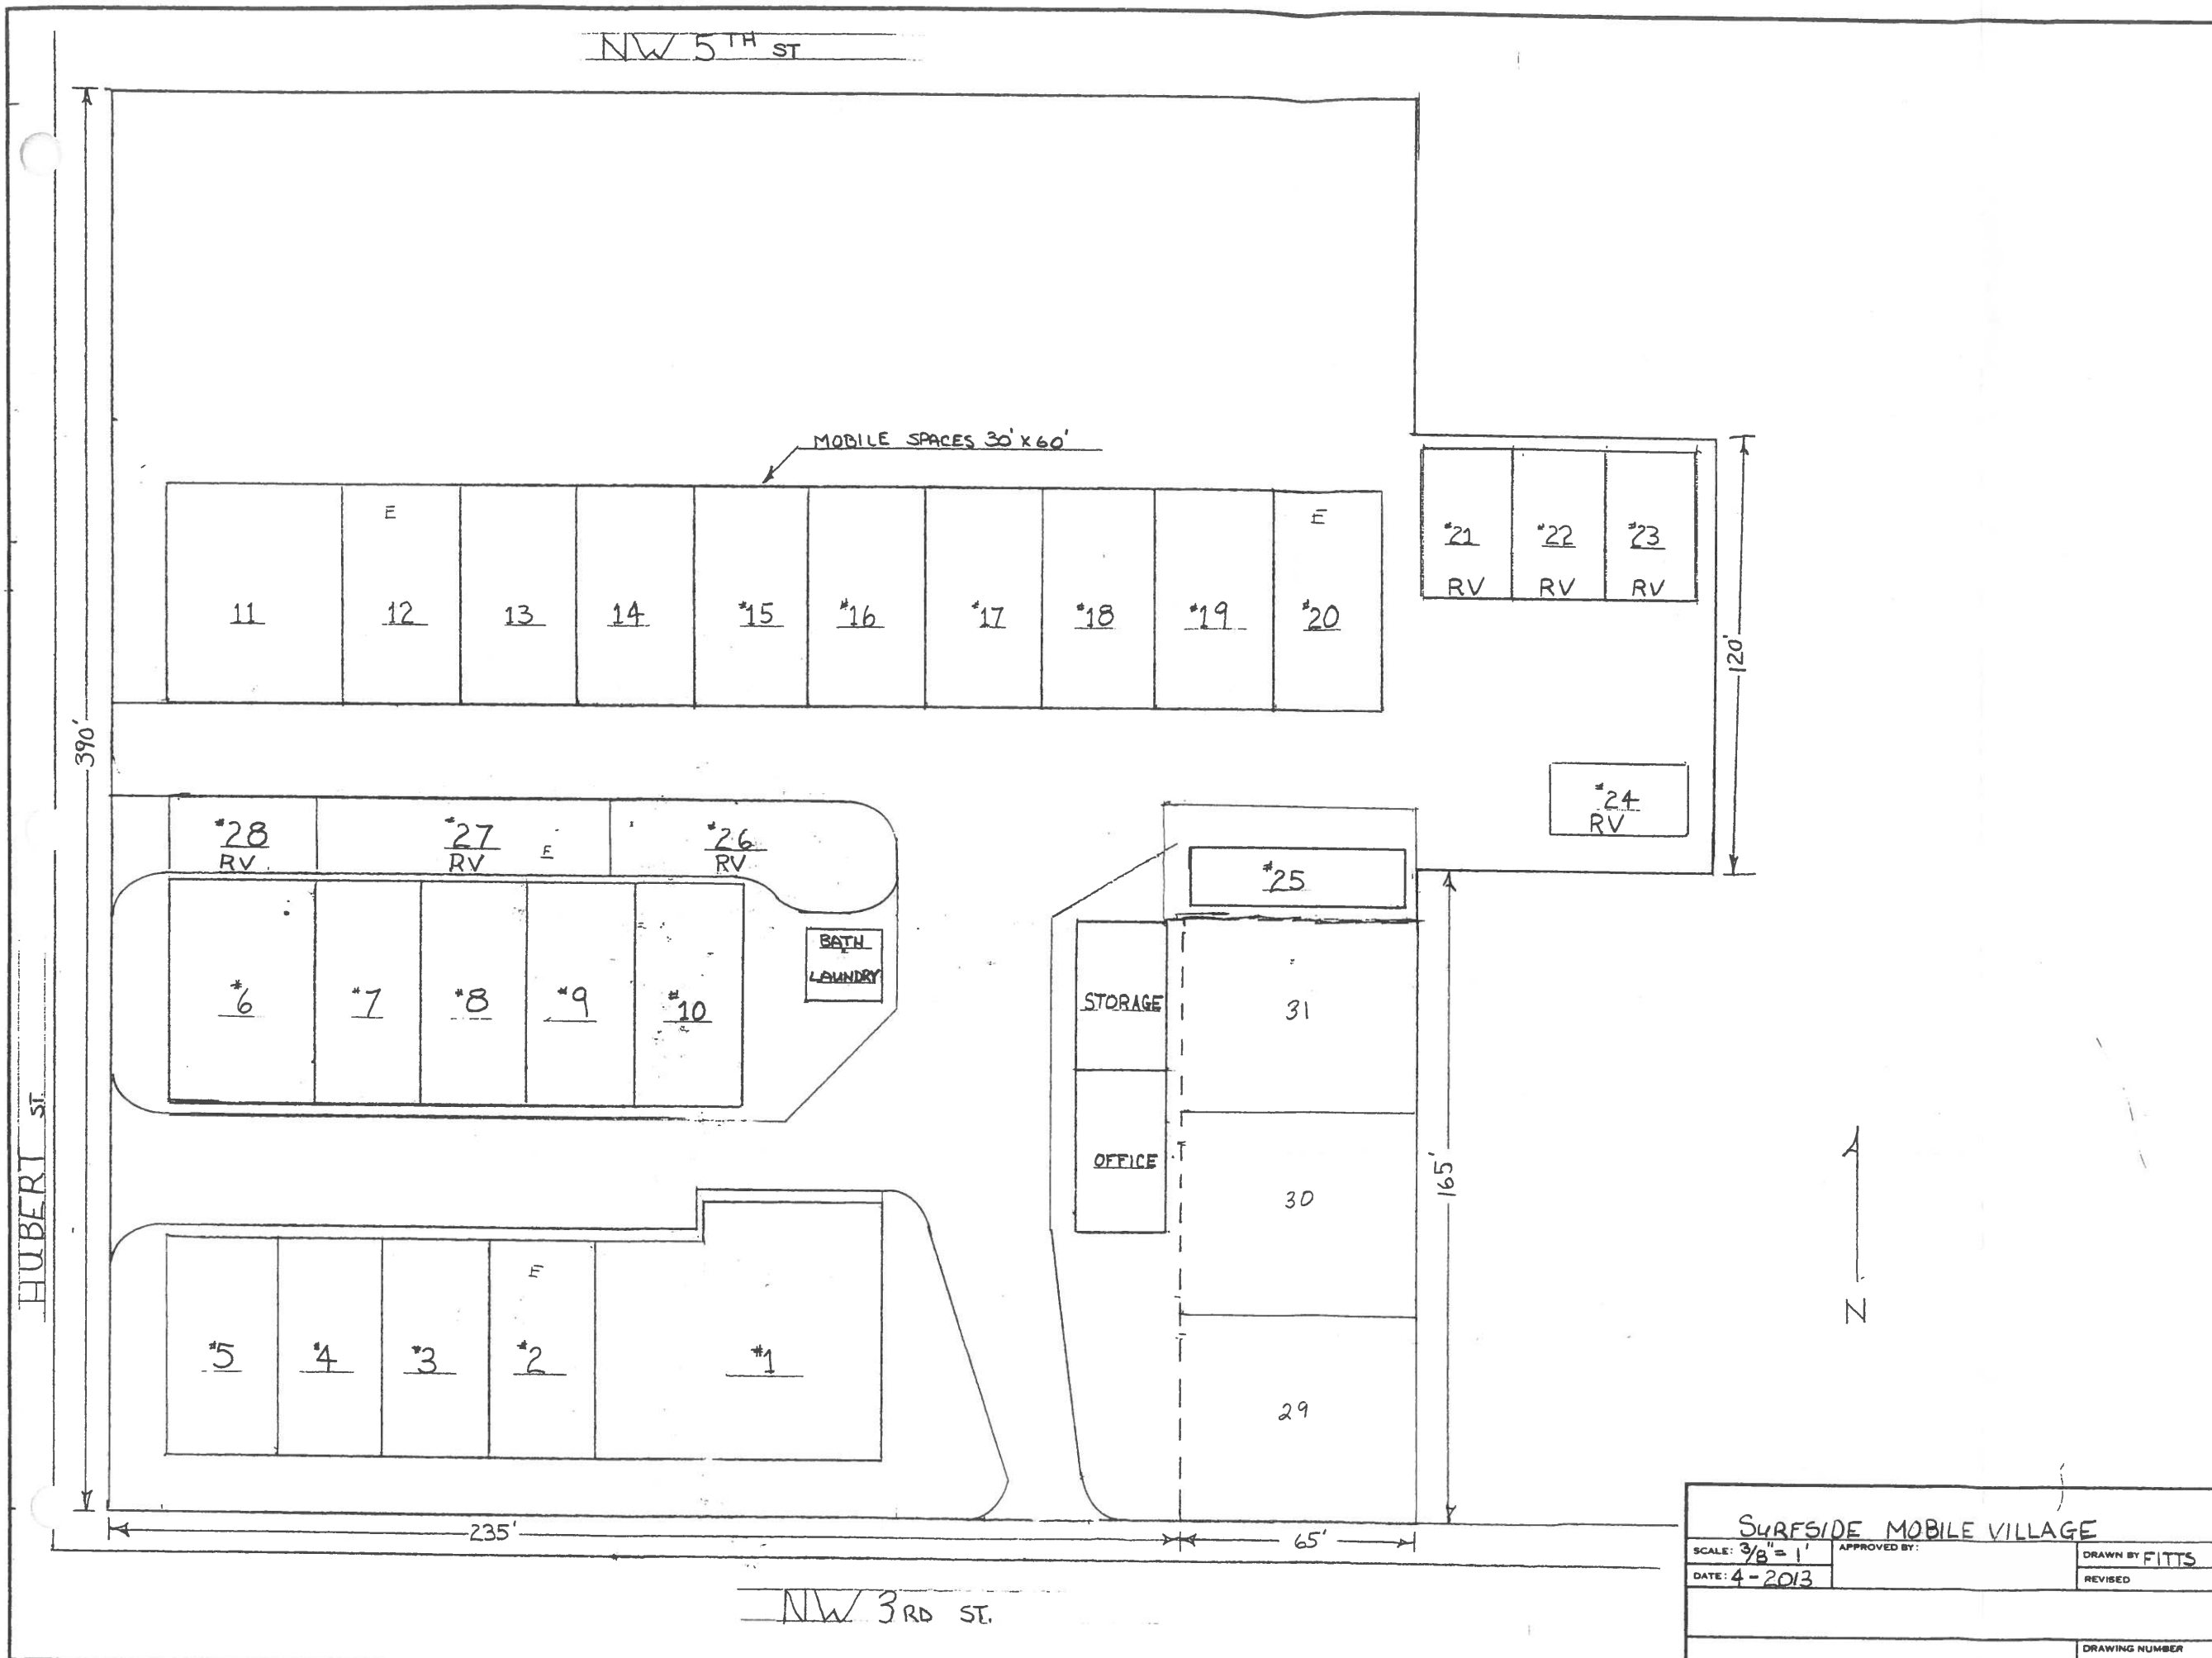 NW 5TH ST
MOBILE SPACES 30' X 60'
E
E
11
12
13
14
#15
#16
#17
#18
#19
#20
#21
RV
#22
RV
#23
RV
120'
390'
#24
RV
#28
RV
#27
RV
E
#26
RV
#25
#6
#7
#8
#9
#10
BATH
&
LAUNDRY
STORAGE
OFFICE
31
30
29
165'
HUBERT ST.
E
#5
#4
#3
#2
#1
N
235'
65'
NW 3RD ST.
SURFSIDE MOBILE VILLAGE
SCALE: 3/8" = 1'
APPROVED BY:
DRAWN BY FITTS
DATE: 4-2013
REVISED
DRAWING NUMBER